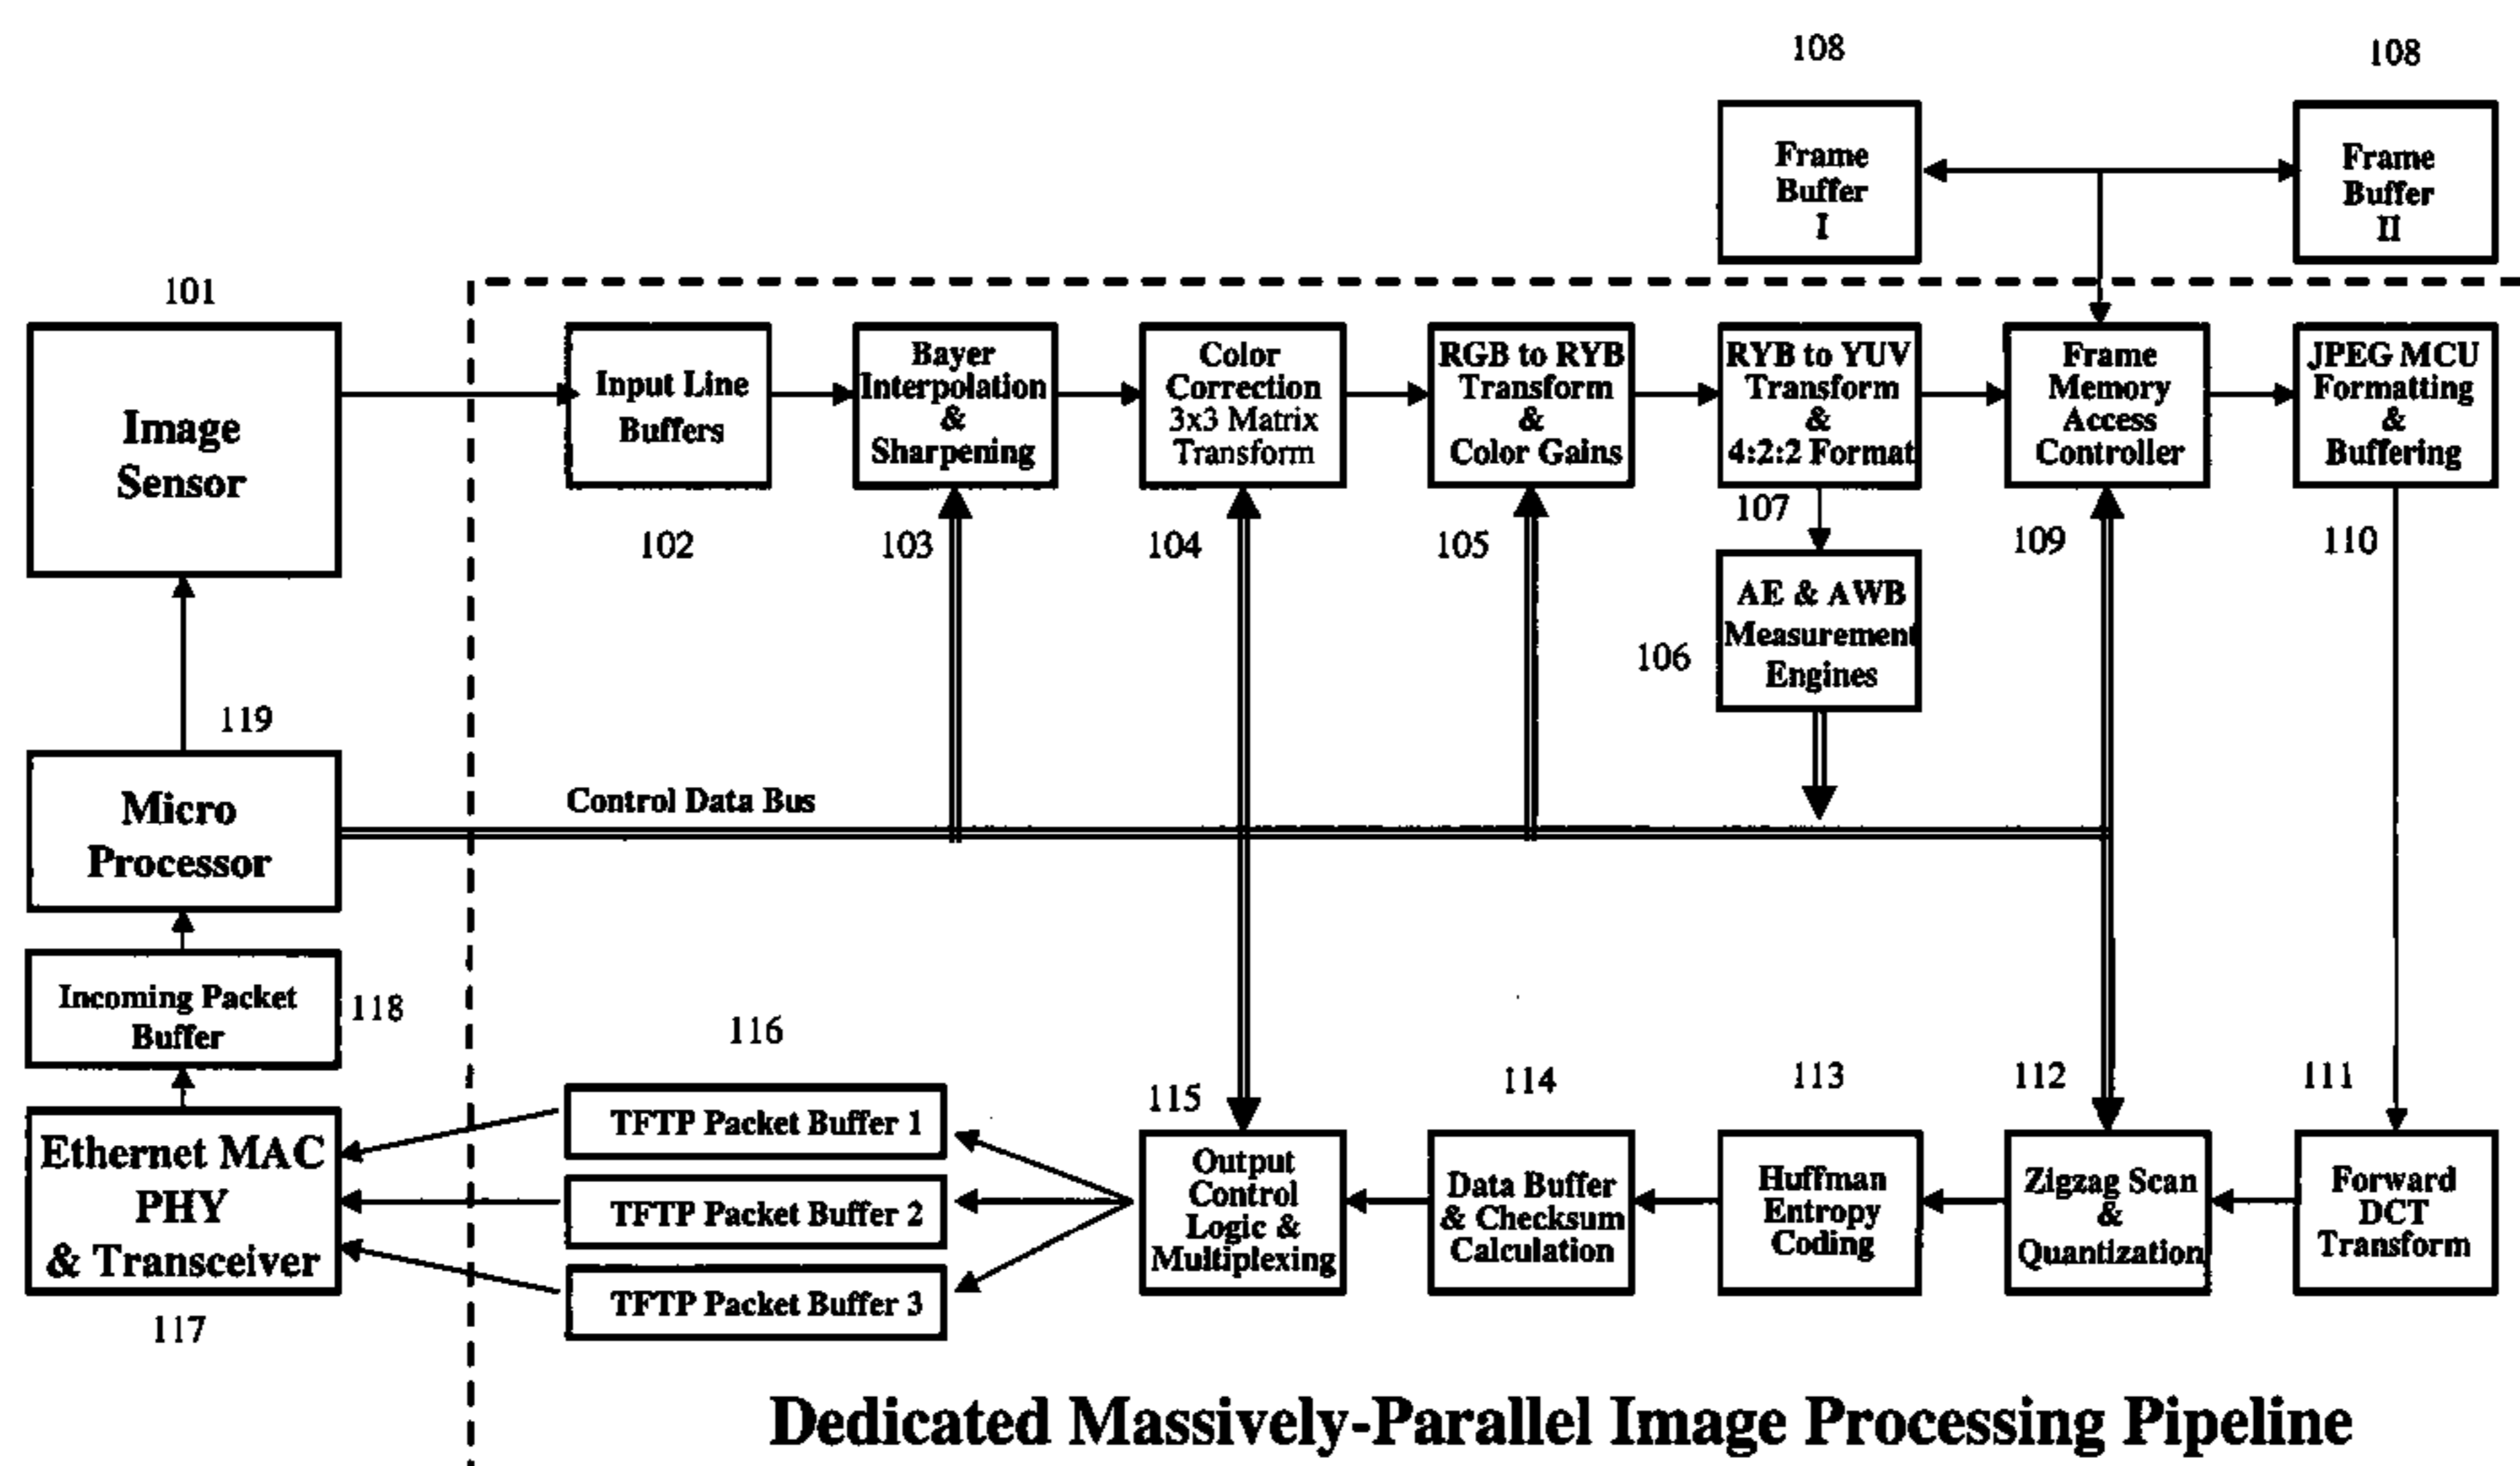 108
108
Frame
Buffer
I
Frame
Buffer
II
101
Image
Sensor
Input Line
Buffers
102
Bayer
Interpolation
&
Sharpening
103
Color
Correction
3x3 Matrix
Transform
104
RGB to RYB
Transform
&
Color Gains
105
RYB to YUV
Transform
&
4:2:2 Format
107
Frame
Memory
Access
Controller
109
JPEG MCU
Formatting
&
Buffering
110
AE & AWB
Measurement
Engines
106
119
Micro
Processor
Control Data Bus
Incoming Packet
Buffer
118
Ethernet MAC
PHY
& Transceiver
117
116
TFTP Packet Buffer 1
TFTP Packet Buffer 2
TFTP Packet Buffer 3
115
Output
Control
Logic &
Multiplexing
114
Data Buffer
& Checksum
Calculation
113
Huffman
Entropy
Coding
112
Zigzag Scan
&
Quantization
111
Forward
DCT
Transform
Dedicated Massively-Parallel Image Processing Pipeline